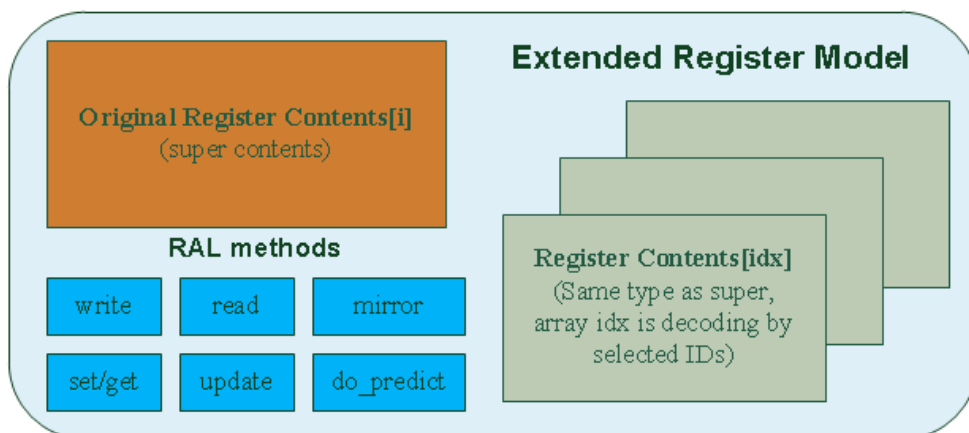 Extended Register Model
Original Register Contents[i]
(super contents)
RAL methods
write
read
mirror
set/get
update
do_predict
Register Contents[idx]
(Same type as super,
array idx is decoding by
selected IDs)